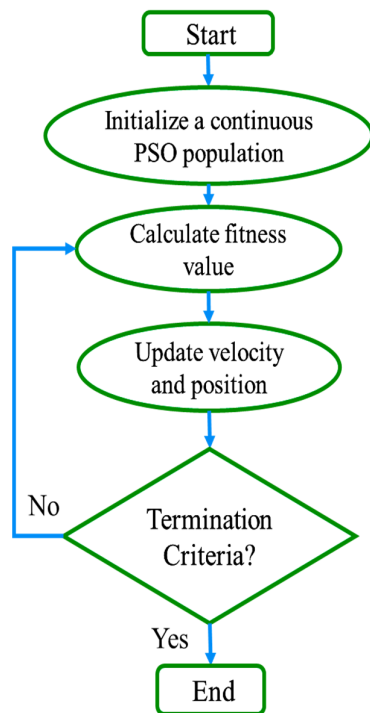 Start
Initialize a continuous
PSO population
Calculate fitness
value
Update velocity
and position
No
Termination
Criteria?
Yes
End